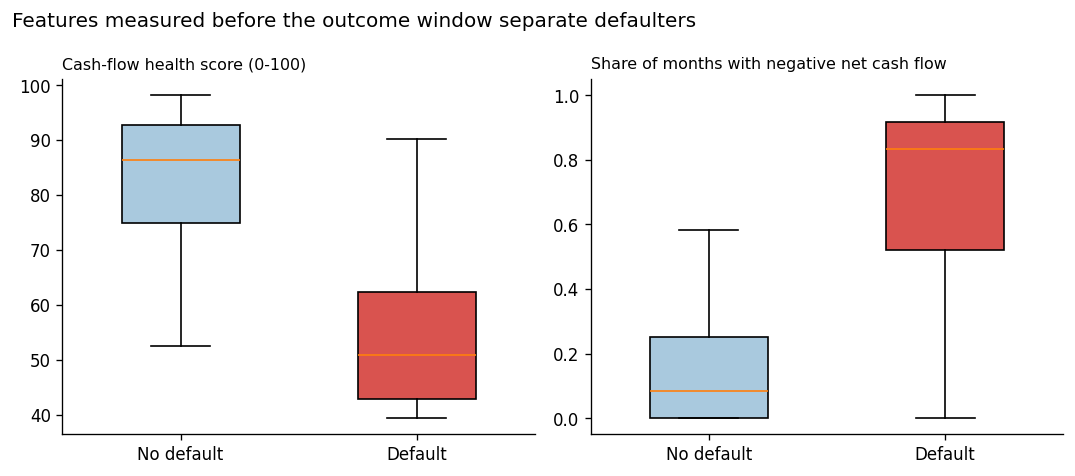 Features measured before the outcome window separate defaulters
Cash-flow health score (0-100)
100
90
80
70
60
50
40
No default
Default
Share of months with negative net cash flow
1.0
0.8
0.6
0.4
0.2
0.0
No default
Default